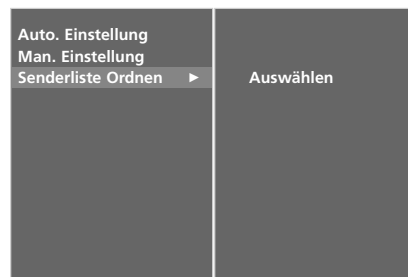 Auto. Einstellung
Man. Einstellung
Senderliste Ordnen ►
Auswählen